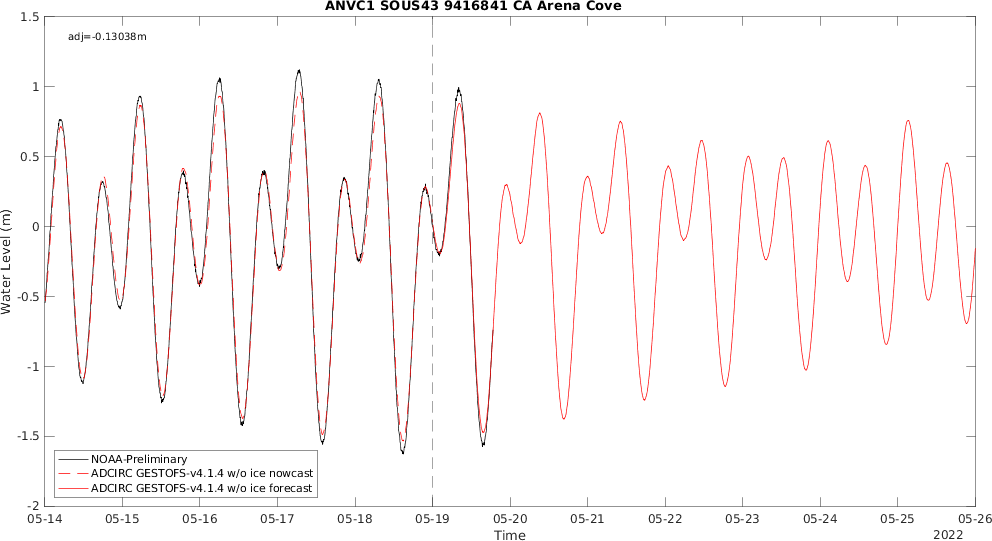 ANVC1 SOUS43 9416841 CA Arena Cove
adj=-0.13038m
1.5
1
0.5
0
-0.5
-1
-1.5
-2
Water Level (m)
NOAA-Preliminary
ADCIRC GESTOFS-v4.1.4 w/o ice nowcast
ADCIRC GESTOFS-v4.1.4 w/o ice forecast
05-14 05-15 05-16 05-17 05-18 05-19 05-20 05-21 05-22 05-23 05-24 05-25 05-26
Time
2022